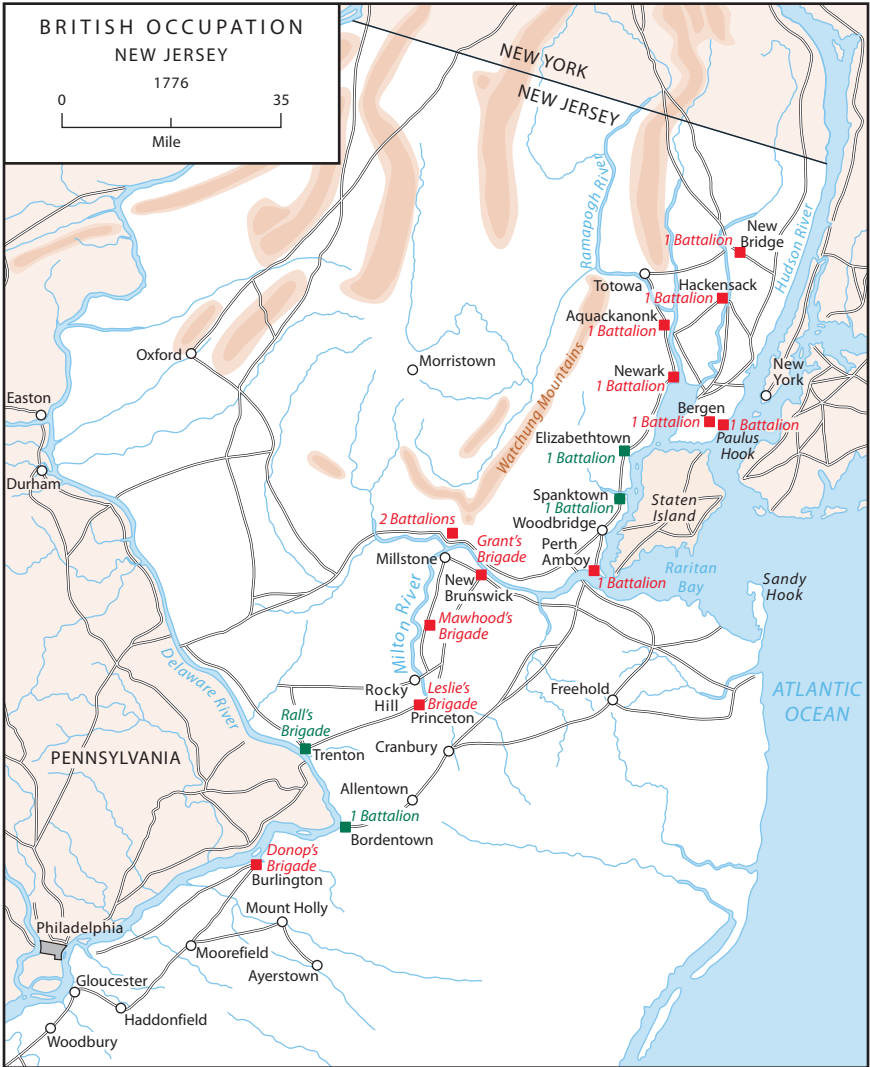 BRITISH OCCUPATION
NEW JERSEY
1776
0 35
Mile
NEW YORK
NEW JERSEY
Ramapogh River
Hudson River
New
Bridge
1 Battalion
Totowa
Hackensack
1 Battalion
Aquackanonk
1 Battalion
Oxford
Morristown
Newark
1 Battalion
New
York
Easton
Bergen
1 Battalion
1 Battalion
Paulus
Hook
Watchung Mountains
Elizabethtown
1 Battalion
Durham
Spanktown
1 Battalion
Staten
Island
Woodbridge
2 Battalions
Grant's
Brigade
Millstone
Perth
Amboy
1 Battalion
Raritan
Bay
Sandy
Hook
New
Brunswick
Milton River
Mawhood's
Brigade
Delaware River
Rocky
Hill
Leslie's
Brigade
Princeton
Freehold
ATLANTIC
OCEAN
Rall's
Brigade
Trenton
Cranbury
PENNSYLVANIA
Allentown
1 Battalion
Bordentown
Donop's
Brigade
Burlington
Mount Holly
Philadelphia
Moorefield
Ayerstown
Gloucester
Haddonfield
Woodbury